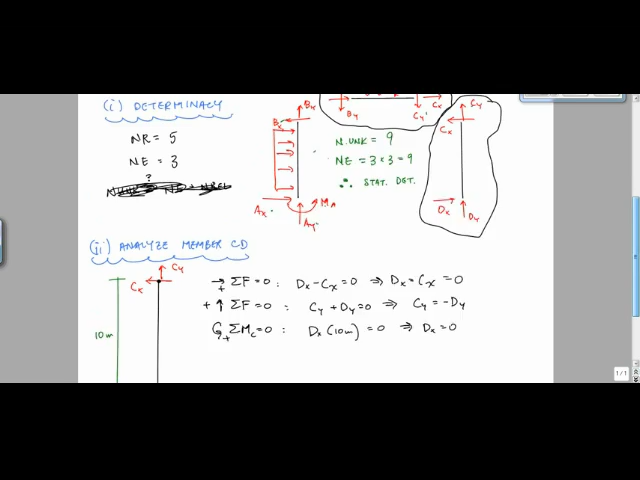 (i) DETERMINACY
NR = 5
NE = 3
?
Bx
Bx
Ax
Ay
MA
By
Cy
Cx
N.UNK = 9
NE = 3 x 3 = 9
∴ STAT. DET.
Cy
Cx
Dx
Dy
(ii) ANALYZE MEMBER CD
Cy
Cx
10m
→+ ΣF = 0 : Dx - Cx = 0 ⇒ Dx = Cx = 0
+↑ ΣF = 0 : Cy + Dy = 0 ⇒ Cy = -Dy
↺+ ΣMc = 0 : Dx (10m) = 0 ⇒ Dx = 0
1/1